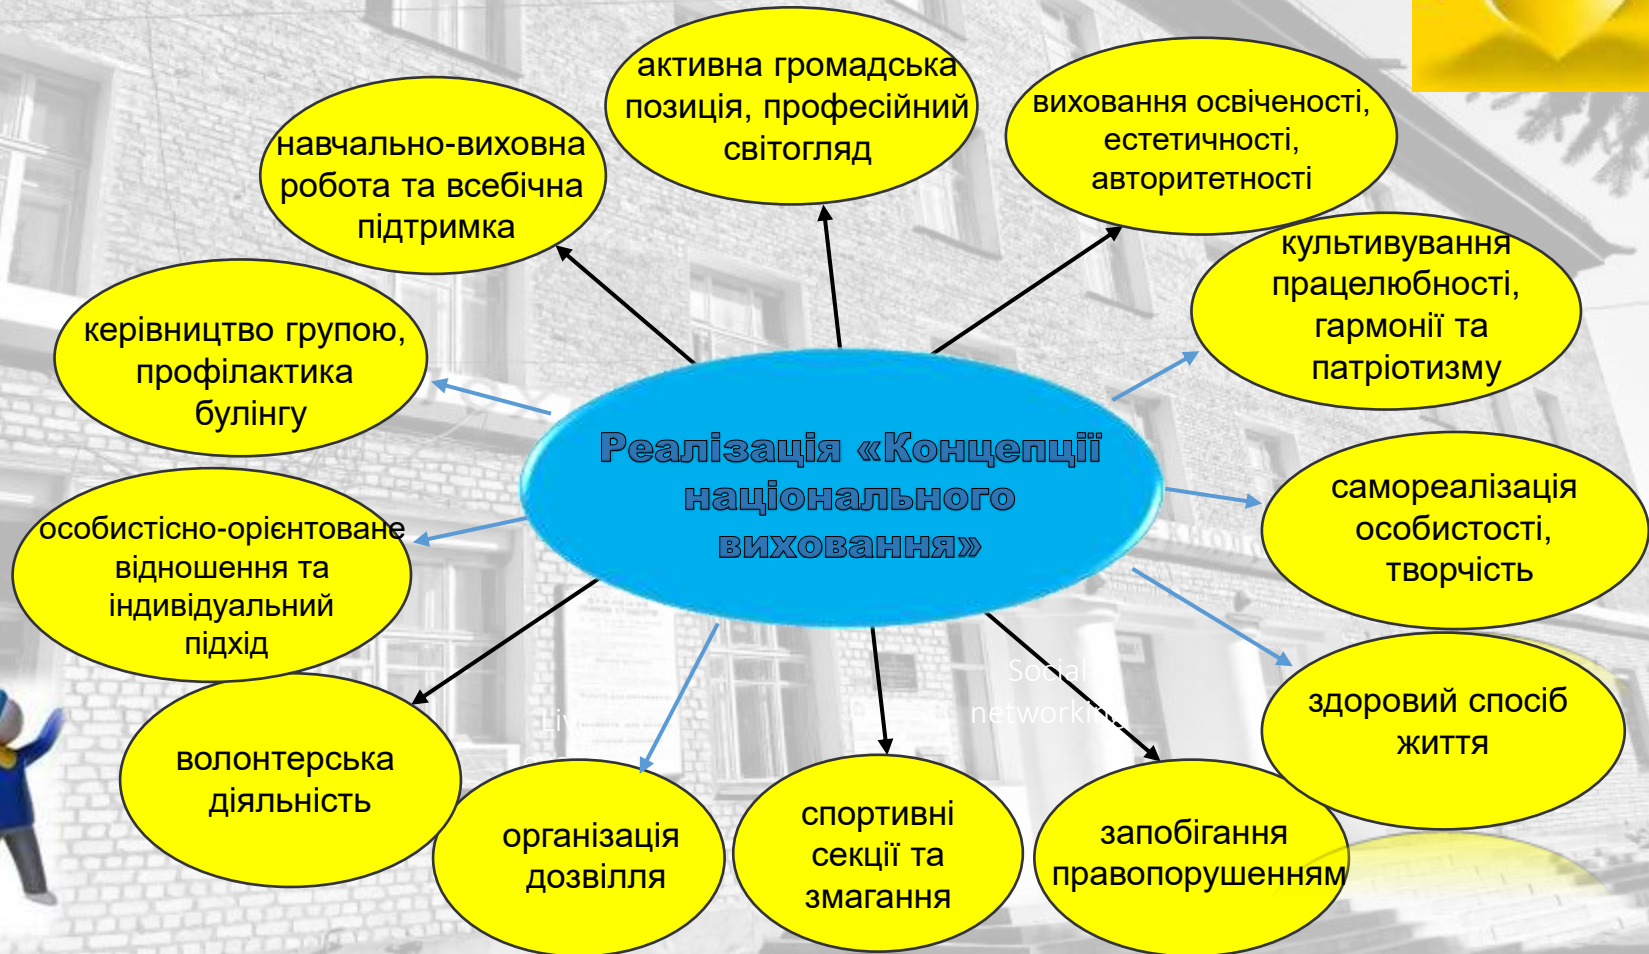 активна громадська
позиція, професійний
світогляд
виховання освіченості,
естетичності,
авторитетності
навчально-виховна
робота та всебічна
підтримка
культивування
працелюбності,
гармонії та
патріотизму
керівництво групою,
профілактика
булінгу
Реалізація «Концепції
національного
виховання»
самореалізація
особистості,
творчість
особистісно-орієнтоване
відношення та
індивідуальний
підхід
Social
networking
здоровий спосіб
життя
волонтерська
діяльність
організація
дозвілля
спортивні
секції та
змагання
запобігання
правопорушенням